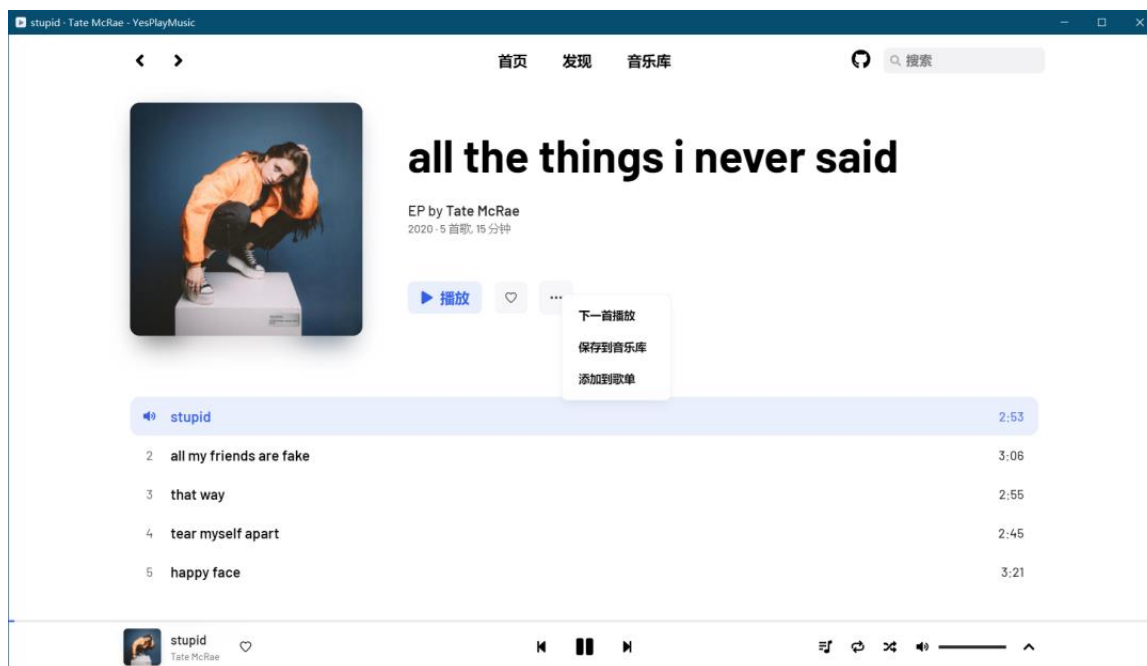 stupid · Tate McRae - YesPlayMusic
首页 发现 音乐库 搜索
all the things i never said
EP by Tate McRae
2020 · 5 首歌, 15 分钟
播放
下一首播放
保存到音乐库
添加到歌单
stupid 2:53
2 all my friends are fake 3:06
3 that way 2:55
4 tear myself apart 2:45
5 happy face 3:21
stupid
Tate McRae